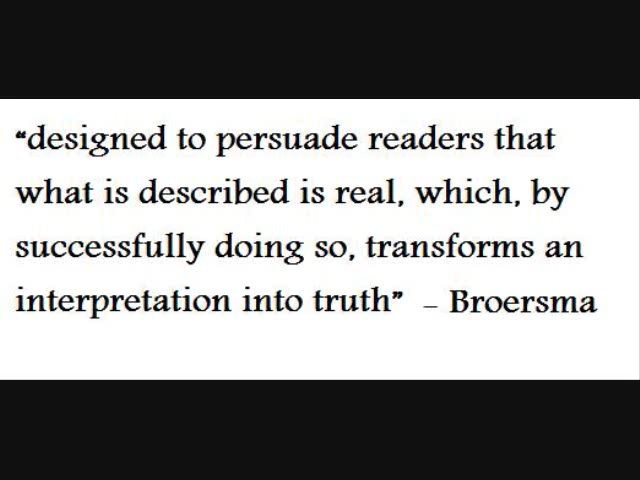 “designed to persuade readers that
what is described is real, which, by
successfully doing so, transforms an
interpretation into truth” – Broersma